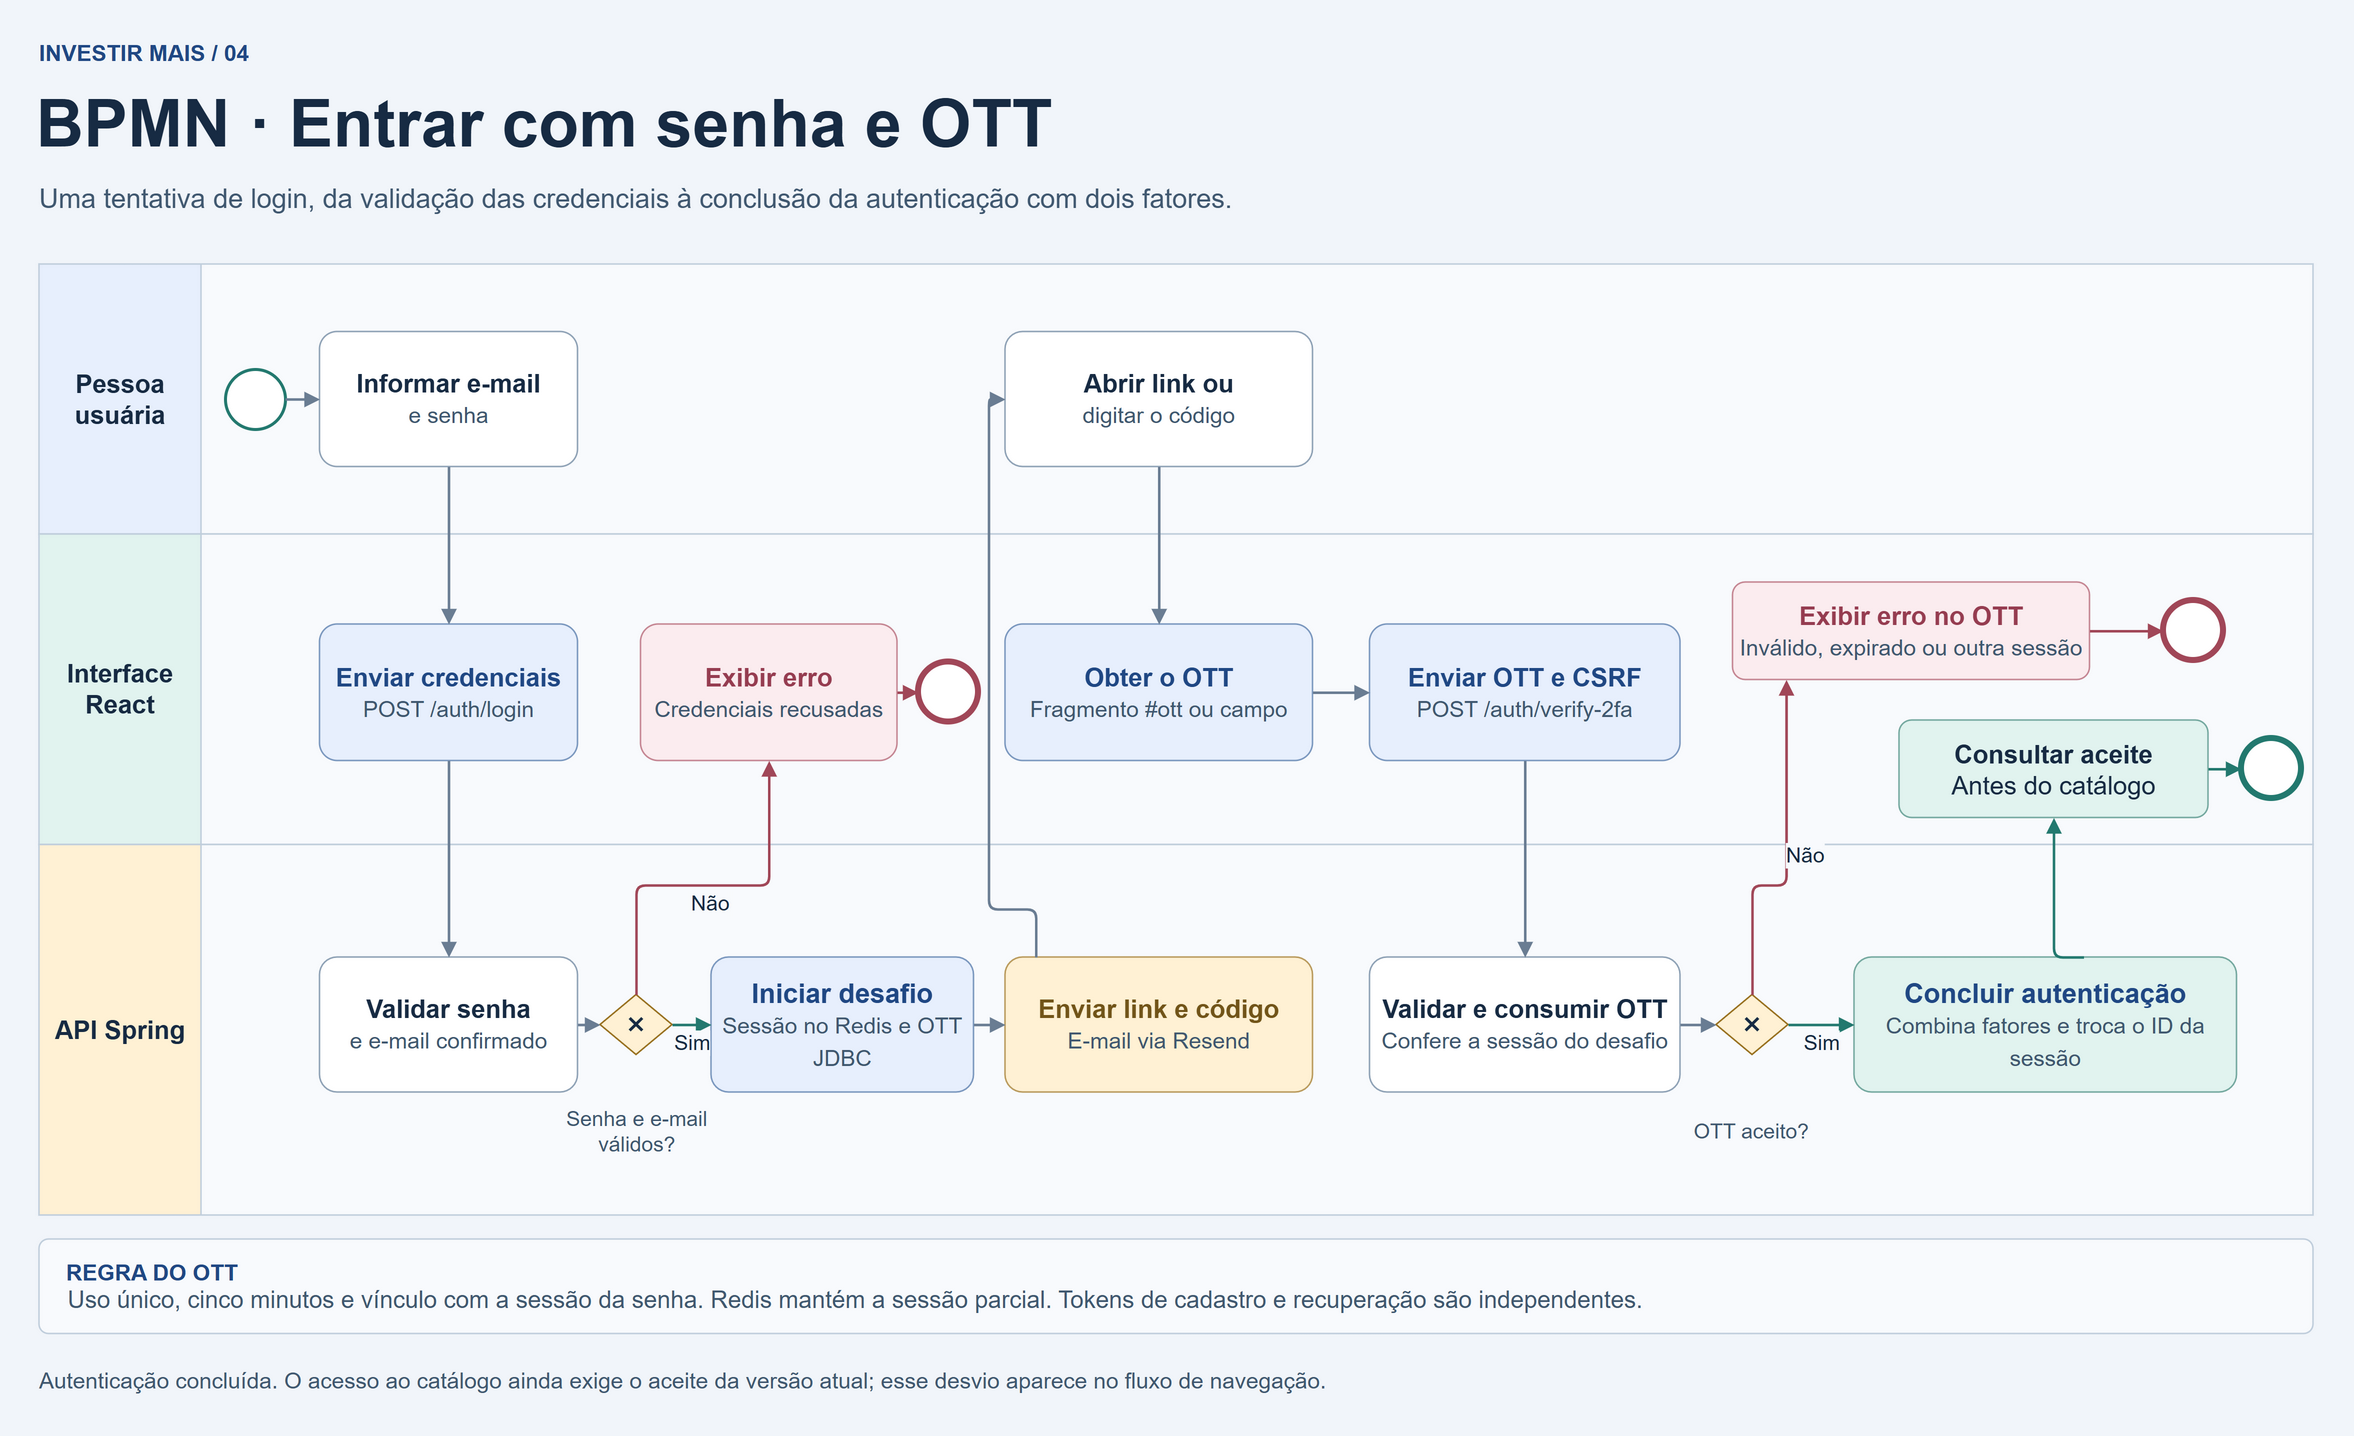 INVESTIR MAIS / 04
BPMN · Entrar com senha e OTT
Uma tentativa de login, da validação das credenciais à conclusão da autenticação com dois fatores.
Pessoa
usuária
Informar e-mail
e senha
Abrir link ou
digitar o código
Interface
React
Enviar credenciais
POST /auth/login
Exibir erro
Credenciais recusadas
Obter o OTT
Fragmento #ott ou campo
Enviar OTT e CSRF
POST /auth/verify-2fa
Exibir erro no OTT
Inválido, expirado ou outra sessão
Consultar aceite
Antes do catálogo
API Spring
Validar senha
e e-mail confirmado
Não
Sim
Senha e e-mail
válidos?
Iniciar desafio
Sessão no Redis e OTT
JDBC
Enviar link e código
E-mail via Resend
Validar e consumir OTT
Confere a sessão do desafio
Não
Sim
OTT aceito?
Concluir autenticação
Combina fatores e troca o ID da
sessão
REGRA DO OTT
Uso único, cinco minutos e vínculo com a sessão da senha. Redis mantém a sessão parcial. Tokens de cadastro e recuperação são independentes.
Autenticação concluída. O acesso ao catálogo ainda exige o aceite da versão atual; esse desvio aparece no fluxo de navegação.